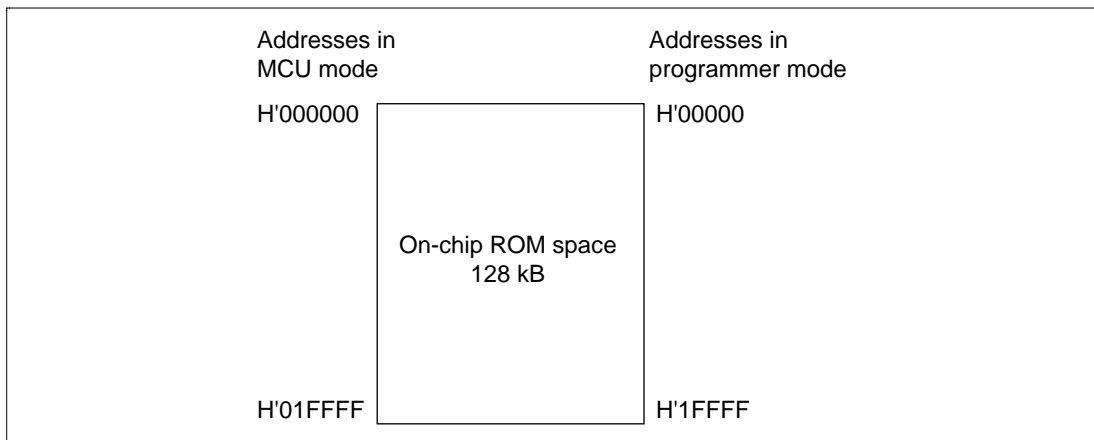 Addresses in
MCU mode
Addresses in
programmer mode
H'000000
H'00000
On-chip ROM space
128 kB
H'01FFFF
H'1FFFF